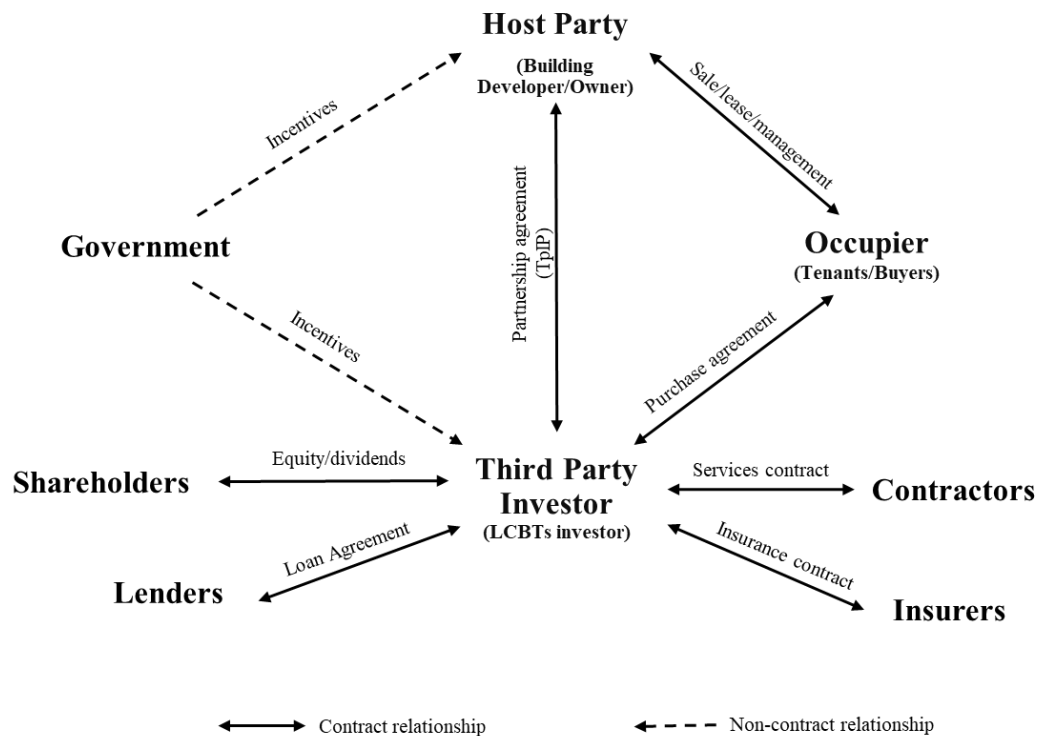 Host Party
(Building
Developer/Owner)
Incentives
Sale/lease/management
Partnership agreement
(TpIP)
Government
Occupier
(Tenants/Buyers)
Incentives
Purchase agreement
Shareholders
Equity/dividends
Third Party
Investor
(LCBTs investor)
Services contract
Contractors
Loan Agreement
Insurance contract
Lenders
Insurers
Contract relationship
Non-contract relationship